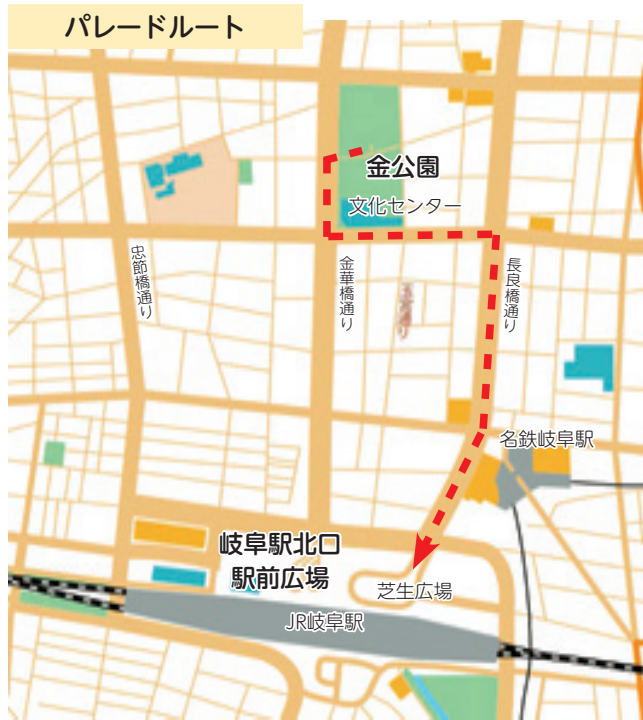 パレードルート
金公園
文化センター
忠節橋通り
金華橋通り
長良橋通り
名鉄岐阜駅
岐阜駅北口
駅前広場
芝生広場
JR岐阜駅